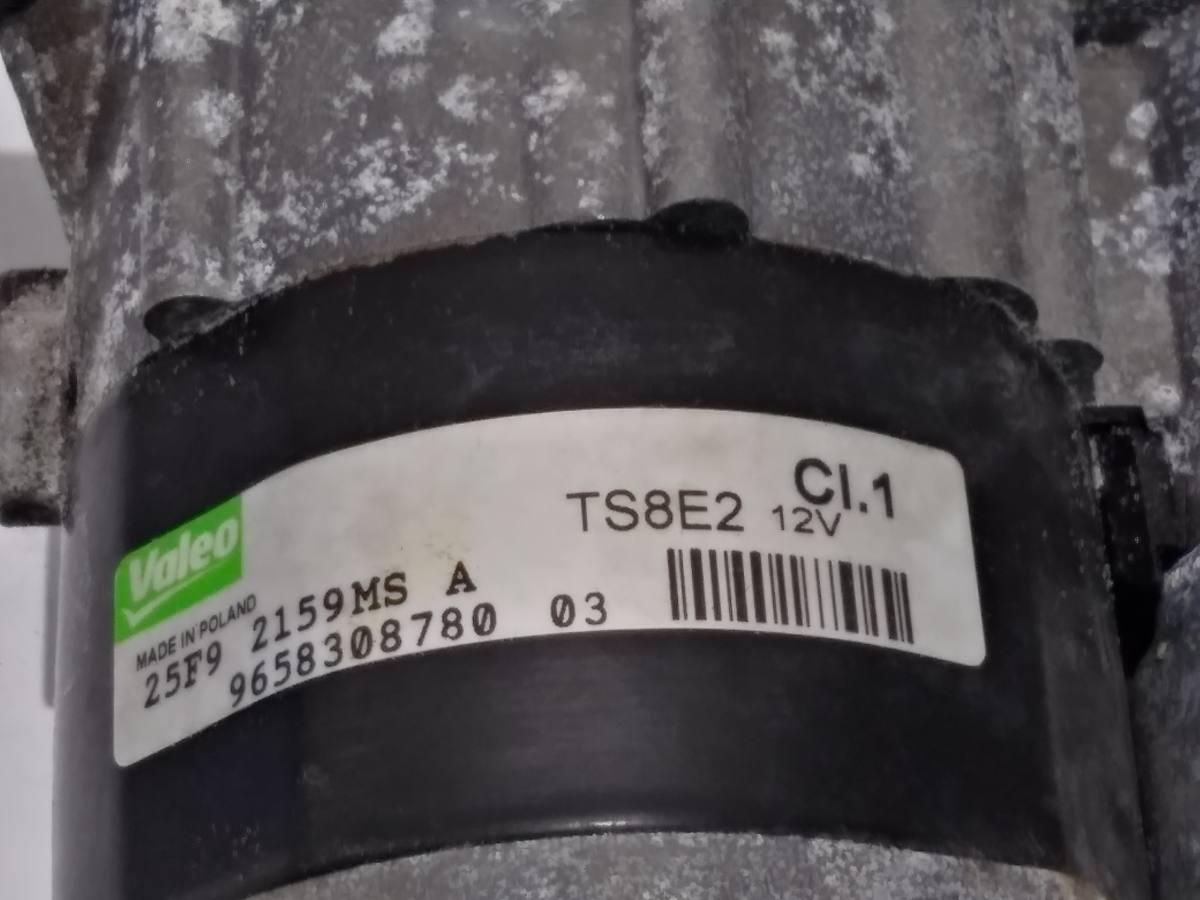 Valeo
MADE IN POLAND
TS8E2 12V Cl.1
25F9 2159MS A
9658308780 03